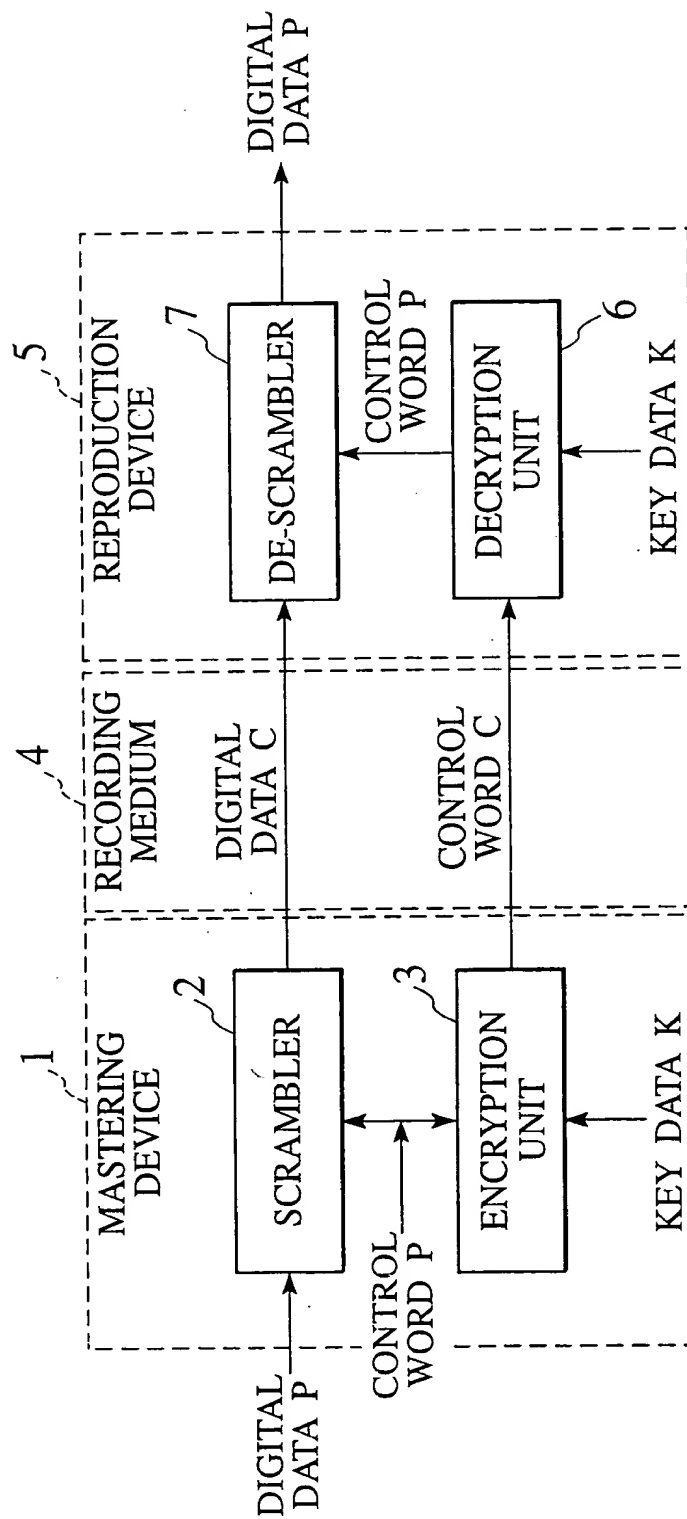 1
MASTERING
DEVICE
DIGITAL
DATA P
2
SCRAMBLER
CONTROL
WORD P
3
ENCRYPTION
UNIT
KEY DATA K
4
RECORDING
MEDIUM
DIGITAL
DATA C
CONTROL
WORD C
5
REPRODUCTION
DEVICE
7
DE-SCRAMBLER
CONTROL
WORD P
DECRYPTION
UNIT
6
KEY DATA K
DIGITAL
DATA P